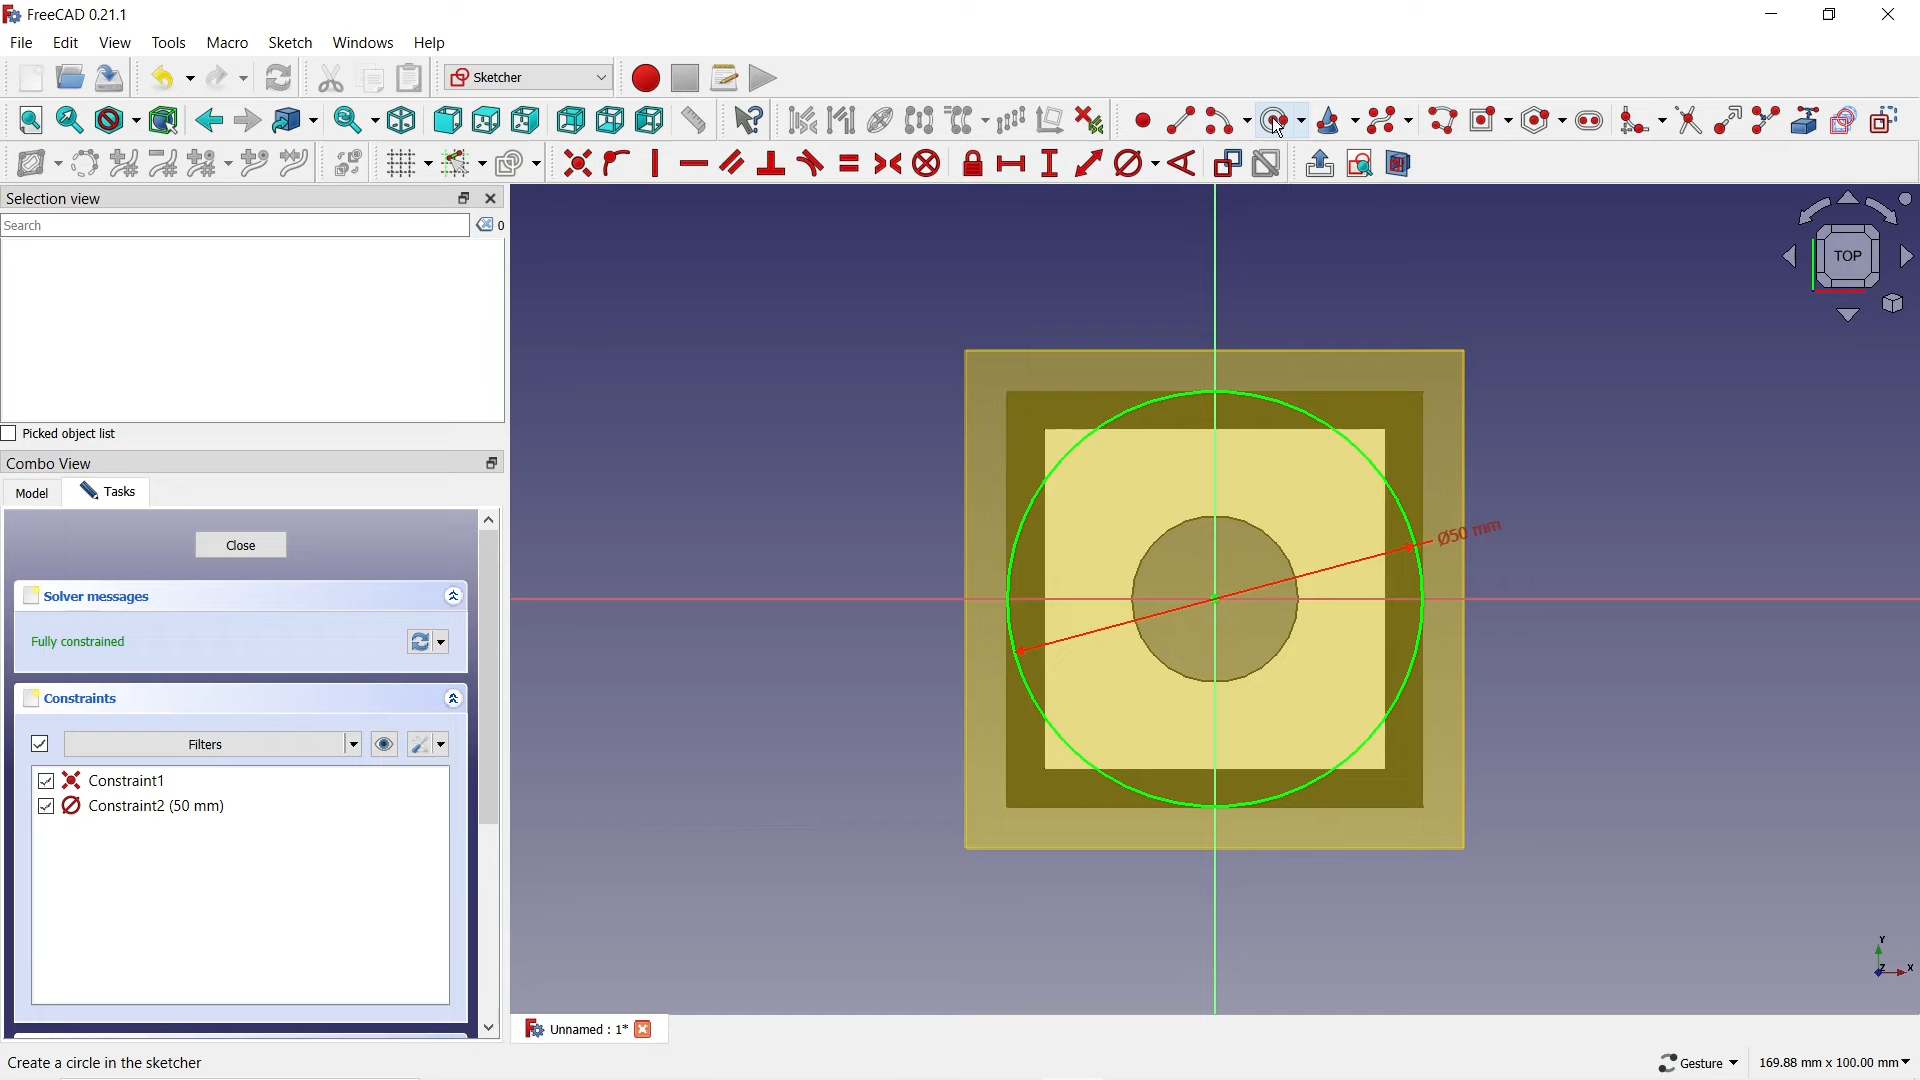 FreeCAD 0.21.1
File Edit View Tools Macro Sketch Windows Help
Sketcher
Selection view
Search
0
Picked object list
Combo View
Model Tasks
Close
Solver messages
Fully constrained
Constraints
Filters
Constraint1
Constraint2 (50 mm)
TOP
Ø50 mm
Y
Z X
Unnamed : 1*
Create a circle in the sketcher
Gesture
169.88 mm x 100.00 mm